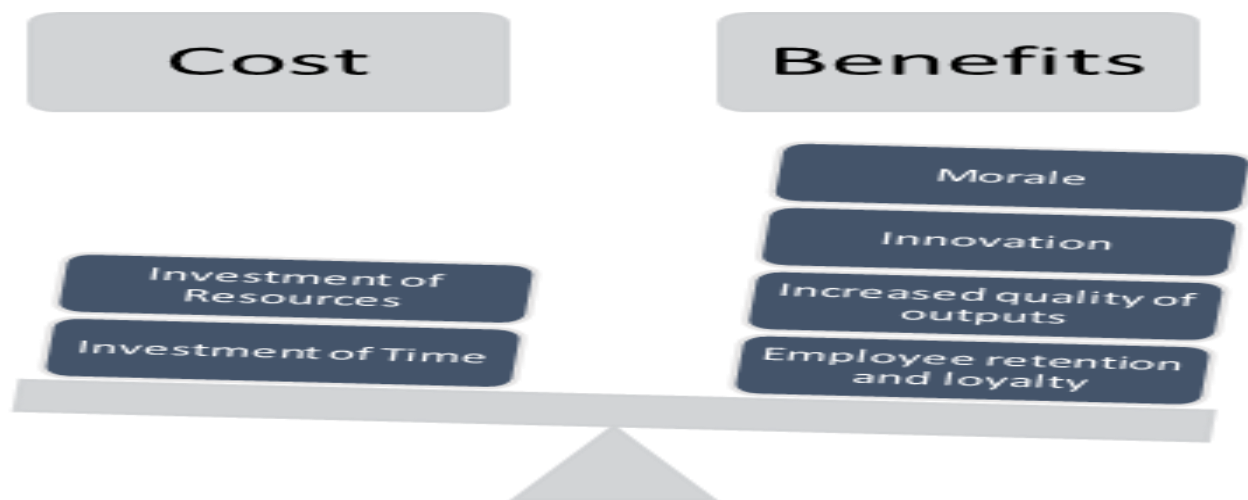 Cost
Benefits
Morale
Innovation
Investment of
Resources
Increased quality of
outputs
Investment of Time
Employee retention
and loyalty